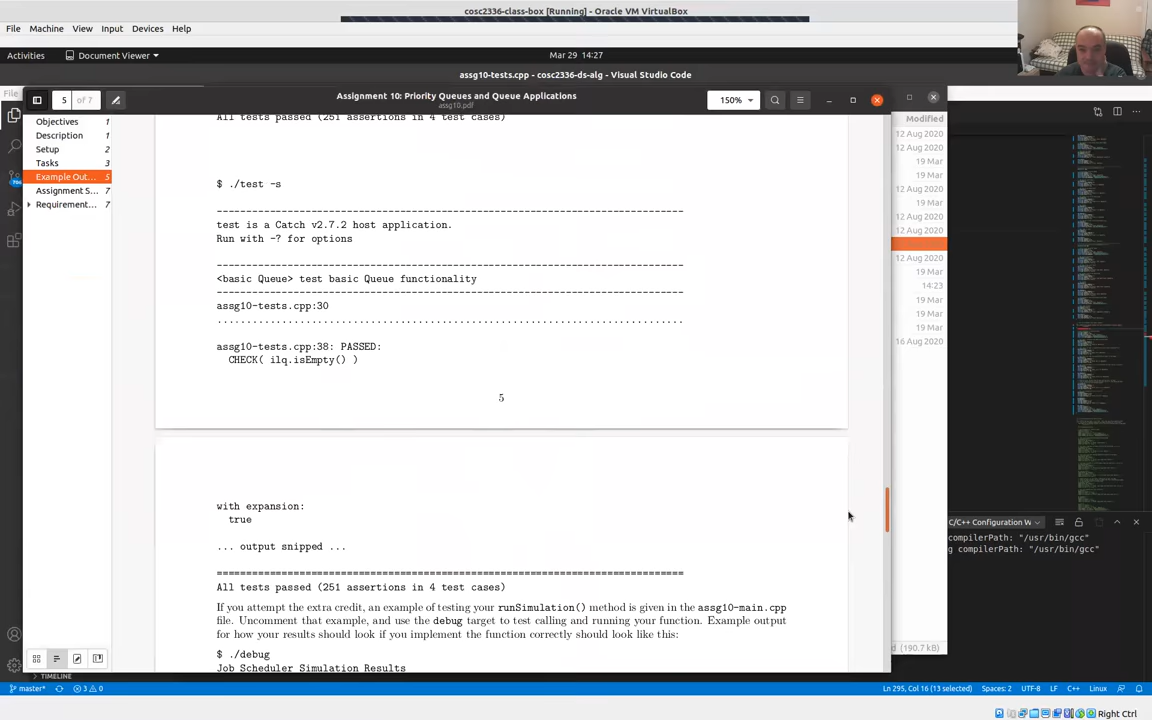 cosc2336-class-box [Running] - Oracle VM VirtualBox
File Machine View Input Devices Help
Activities Document Viewer Mar 29 14:27
assg10-tests.cpp - cosc2336-ds-alg - Visual Studio Code
File
5 of 7 Assignment 10: Priority Queues and Queue Applications 150%
assg10.pdf
Objectives 1
Description 1
Setup 2
Tasks 3
Example Out... 5
Assignment S... 7
Requirement... 7
All tests passed (251 assertions in 4 test cases)
$ ./test -s
-------------------------------------------------------------------------------
test is a Catch v2.7.2 host application.
Run with -? for options
-------------------------------------------------------------------------------
<basic Queue> test basic Queue functionality
-------------------------------------------------------------------------------
assg10-tests.cpp:30
...............................................................................
assg10-tests.cpp:38: PASSED:
CHECK( ilq.isEmpty() )
5
with expansion:
true
... output snipped ...
===============================================================================
All tests passed (251 assertions in 4 test cases)
If you attempt the extra credit, an example of testing your runSimulation() method is given in the assg10-main.cpp
file. Uncomment that example, and use the debug target to test calling and running your function. Example output
for how your results should look if you implement the function correctly should look like this:
$ ./debug
Job Scheduler Simulation Results
Modified
12 Aug 2020
12 Aug 2020
19 Mar
19 Mar
12 Aug 2020
19 Mar
12 Aug 2020
12 Aug 2020
12 Aug 2020
19 Mar
14:23
19 Mar
19 Mar
19 Mar
16 Aug 2020
(190.7 kB)
C/C++ Configuration W
compilerPath: "/usr/bin/gcc"
g compilerPath: "/usr/bin/gcc"
TIMELINE
master* 3 0 Ln 295, Col 16 (13 selected) Spaces: 2 UTF-8 LF C++ Linux
Right Ctrl